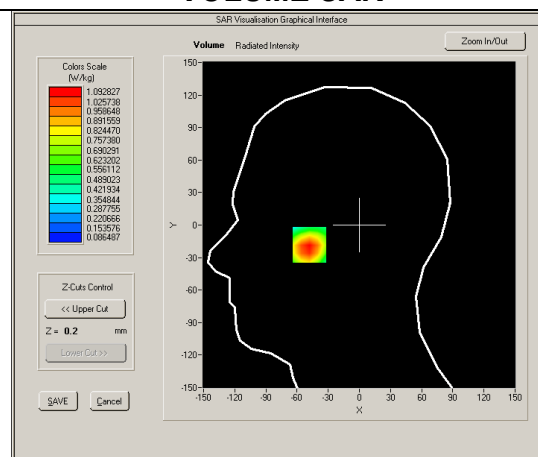 SAR Visualisation Graphical Interface
Volume Radiated Intensity
Zoom In/Out
Colors Scale
(W/kg)
1.092827
1.025738
0.958648
0.891559
0.824470
0.757380
0.690291
0.623202
0.556112
0.489023
0.421934
0.354844
0.287755
0.220666
0.153576
0.086487
150-
120-
90-
60-
30-
0-
-30-
-60-
-90-
-120-
-150-
Y
-150 -120 -90 -60 -30 0 30 60 90 120 150
X
Z-Cuts Control
<< Upper Cut
Z = 0.2 mm
Lower Cut >>
SAVE Cancel